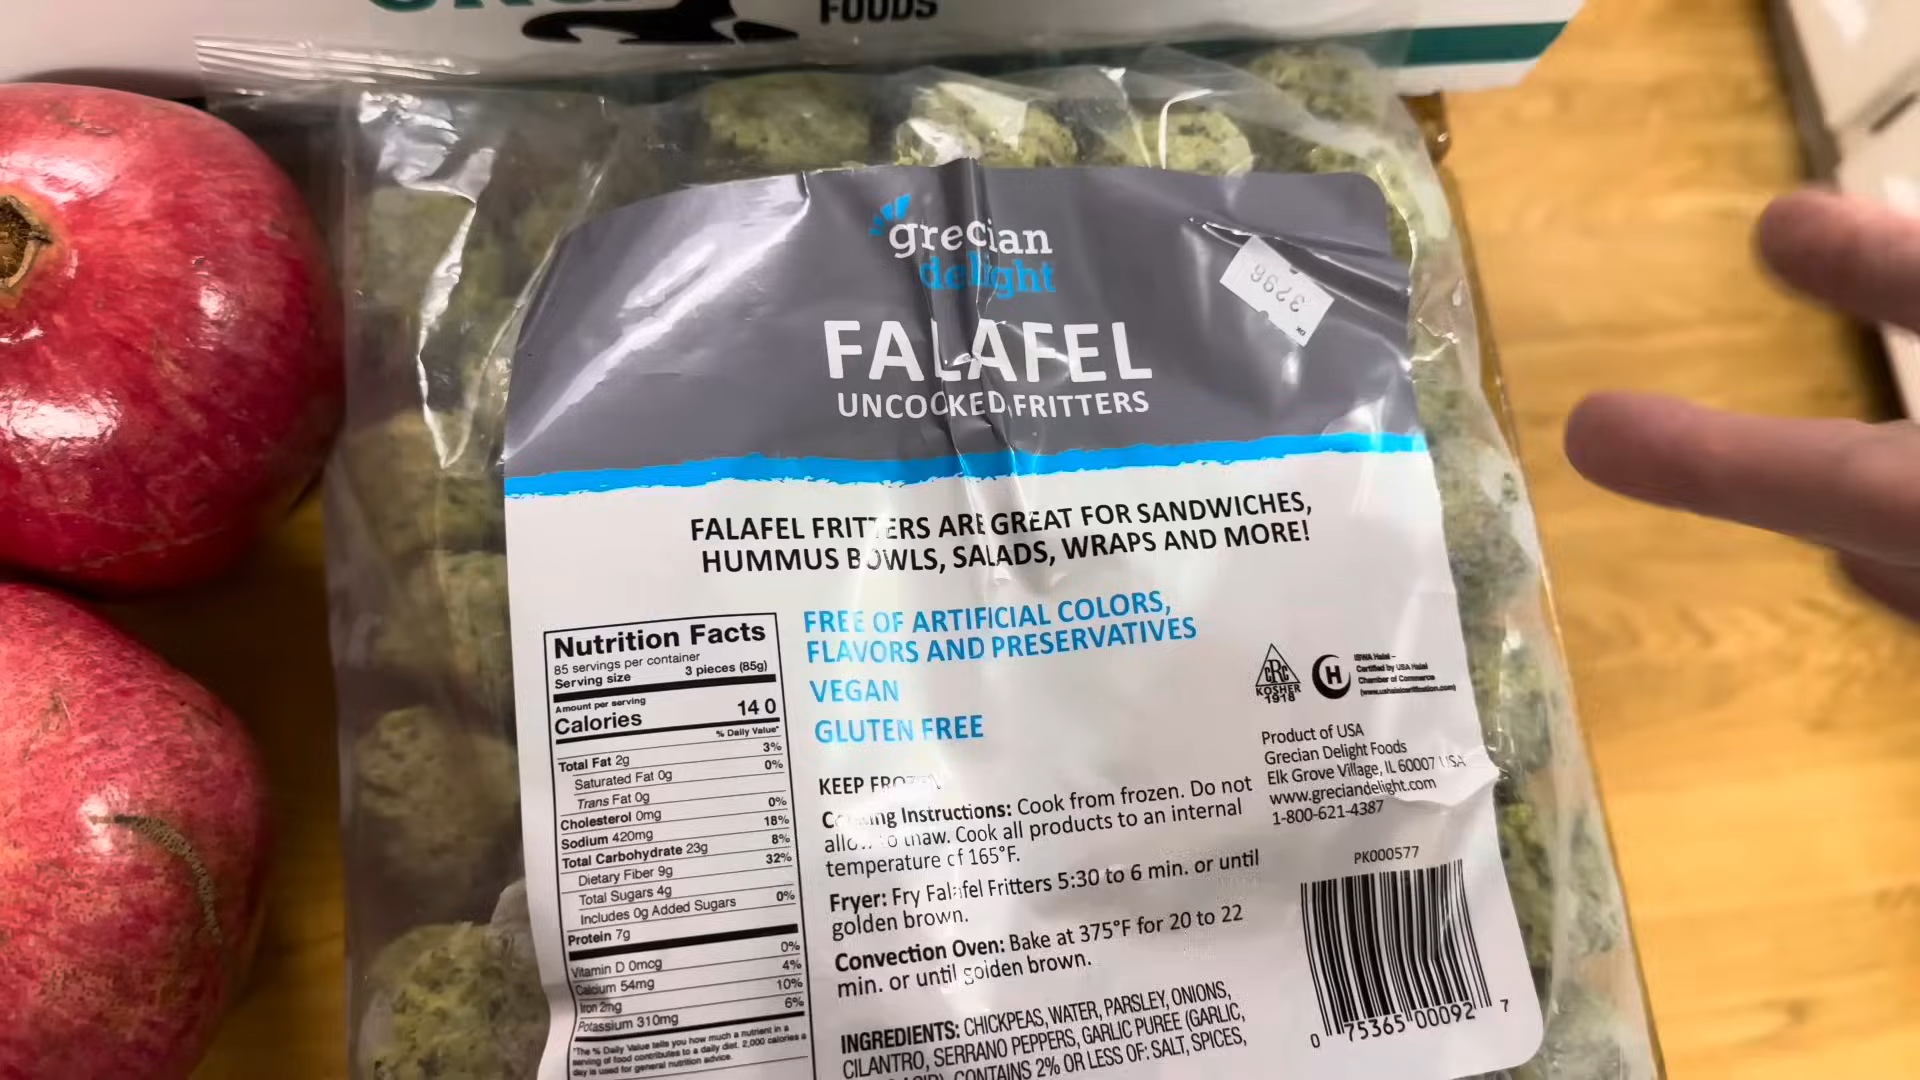 FOODS
grecian
delight
3296
FALAFEL
UNCOOKED FRITTERS
FALAFEL FRITTERS ARE GREAT FOR SANDWICHES,
HUMMUS BOWLS, SALADS, WRAPS AND MORE!
FREE OF ARTIFICIAL COLORS,
FLAVORS AND PRESERVATIVES
VEGAN
GLUTEN FREE
Nutrition Facts
85 servings per container
Serving size 3 pieces (85g)
Amount per serving
Calories 14 0
% Daily Value*
Total Fat 2g 3%
Saturated Fat 0g 0%
Trans Fat 0g
Cholesterol 0mg 0%
Sodium 420mg 18%
Total Carbohydrate 23g 8%
Dietary Fiber 9g 32%
Total Sugars 4g
Includes 0g Added Sugars 0%
Protein 7g
Vitamin D 0mcg 0%
Calcium 54mg 4%
Iron 2mg 10%
Potassium 310mg 6%
*The % Daily Value tells you how much a nutrient in a
serving of food contributes to a daily diet. 2,000 calories a
day is used for general nutrition advice.
KEEP FROZEN
Cooking Instructions: Cook from frozen. Do not
allow to thaw. Cook all products to an internal
temperature of 165°F.
Fryer: Fry Falafel Fritters 5:30 to 6 min. or until
golden brown.
Convection Oven: Bake at 375°F for 20 to 22
min. or until golden brown.
INGREDIENTS: CHICKPEAS, WATER, PARSLEY, ONIONS,
CILANTRO, SERRANO PEPPERS, GARLIC PUREE (GARLIC,
CONTAINS 2% OR LESS OF: SALT, SPICES,
cRc
KOSHER
1918
H
ISWA Halal -
Certified by USA Halal
Chamber of Commerce
(www.ushalalcertification.com)
Product of USA
Grecian Delight Foods
Elk Grove Village, IL 60007 USA
www.greciandelight.com
1-800-621-4387
PK000577
0 75365 00092 7